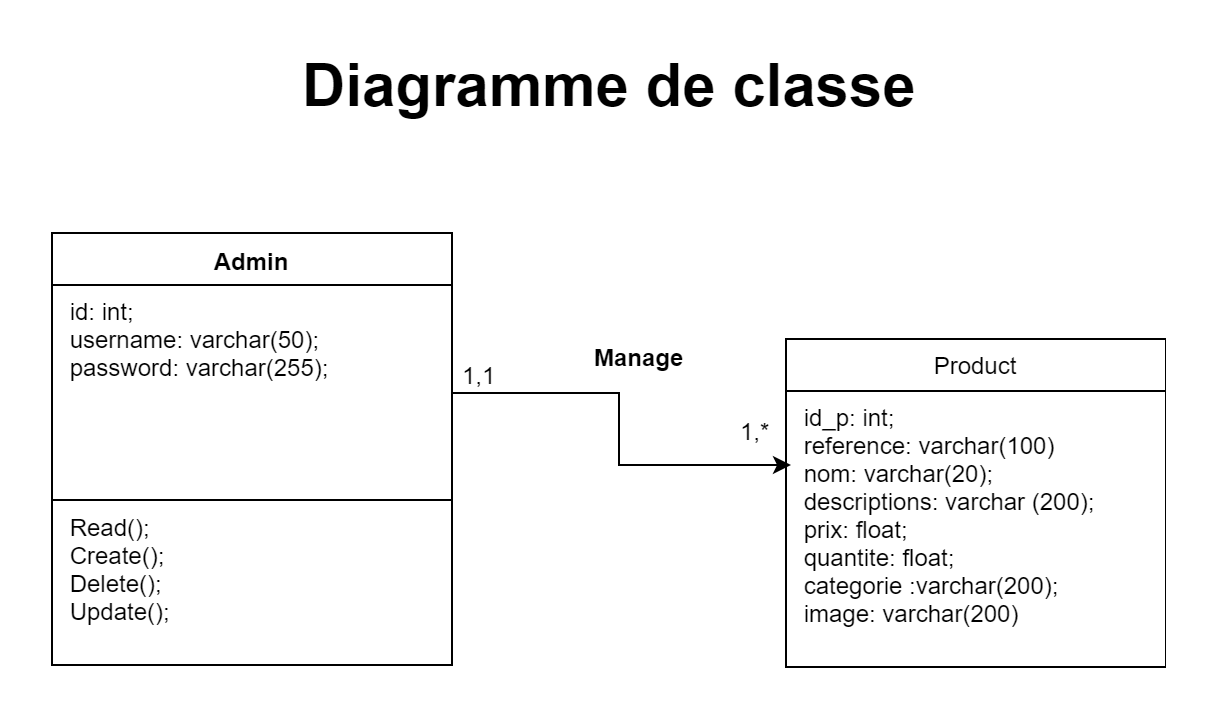 Diagramme de classe
Admin
id: int;
username: varchar(50);
password: varchar(255);
Read();
Create();
Delete();
Update();
1,1
Manage
1,*
Product
id_p: int;
reference: varchar(100)
nom: varchar(20);
descriptions: varchar (200);
prix: float;
quantite: float;
categorie :varchar(200);
image: varchar(200)